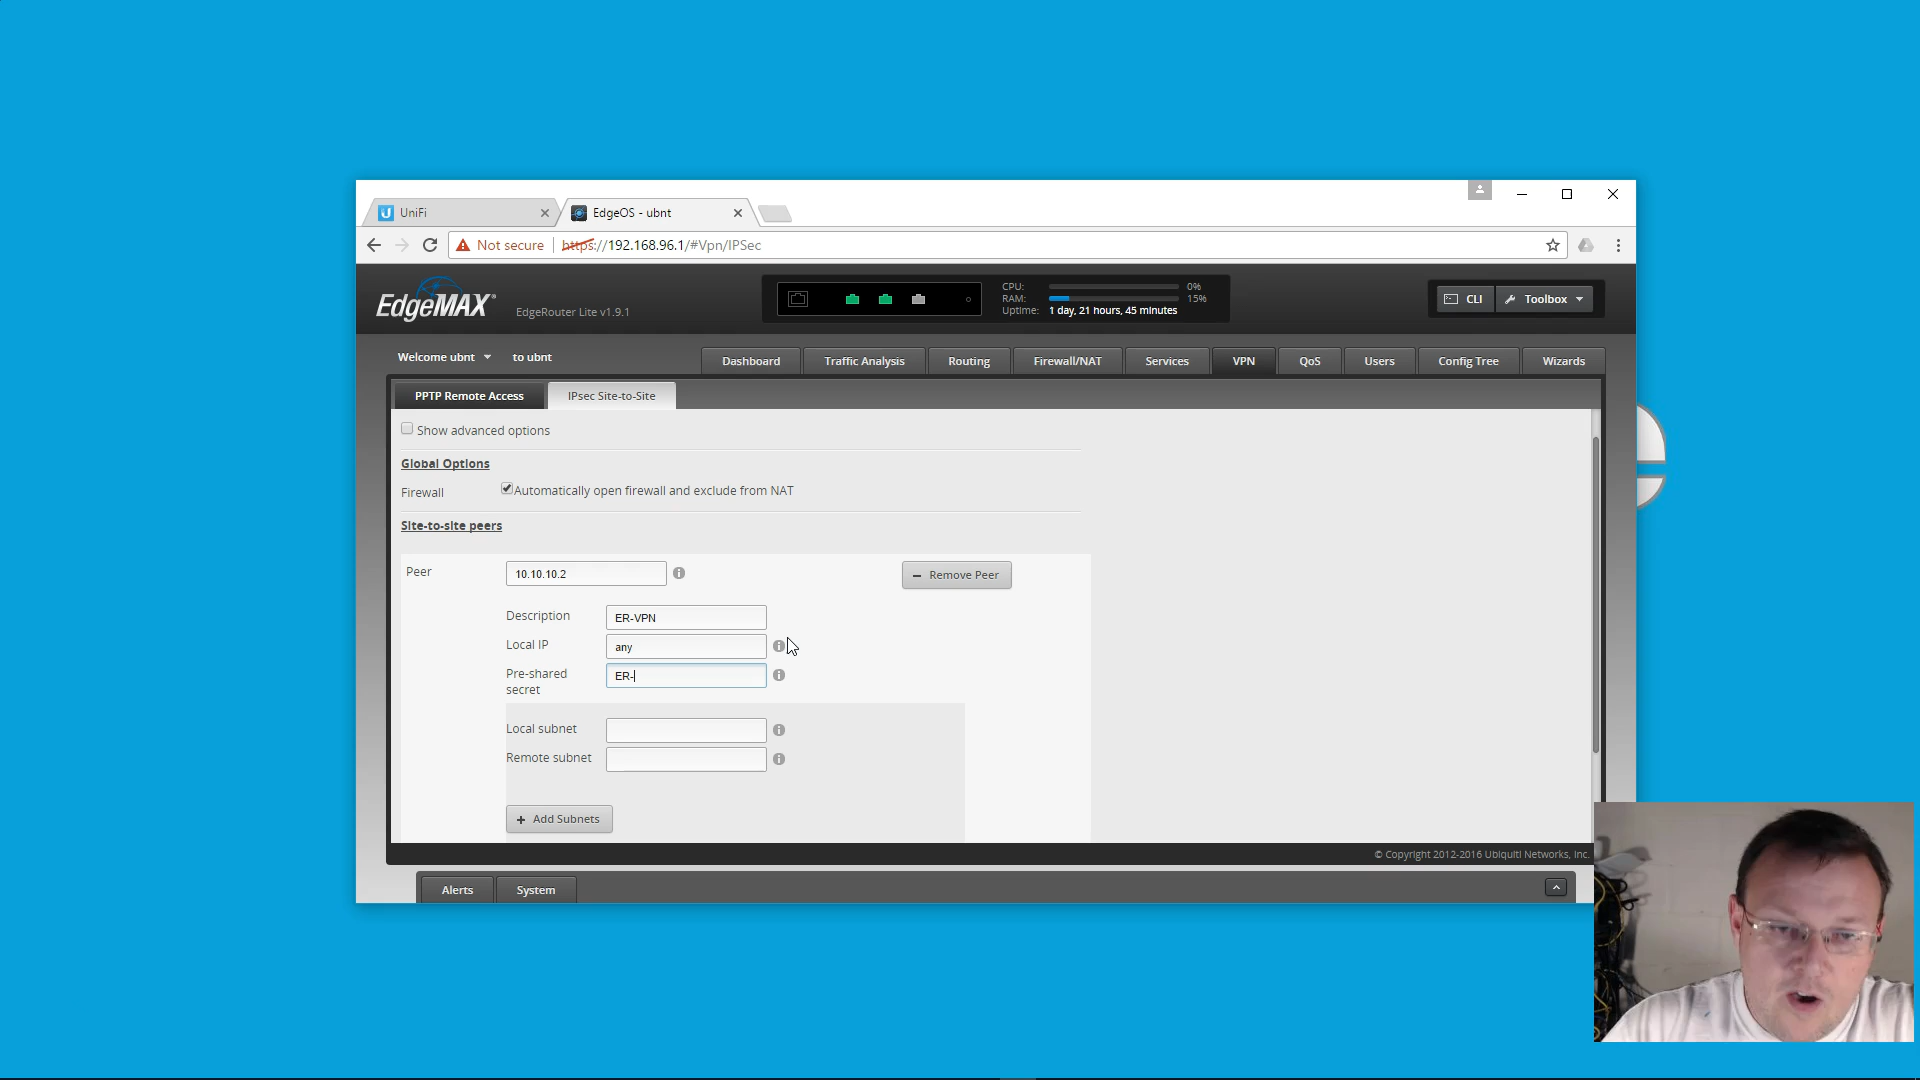 UniFi
EdgeOS - ubnt
Not secure https://192.168.96.1/#Vpn/IPSec
EdgeMAX® EdgeRouter Lite v1.9.1
CPU: 0%
RAM: 15%
Uptime: 1 day, 21 hours, 45 minutes
CLI Toolbox
Welcome ubnt to ubnt
Dashboard Traffic Analysis Routing Firewall/NAT Services VPN QoS Users Config Tree Wizards
PPTP Remote Access IPsec Site-to-Site
Show advanced options
Global Options
Firewall Automatically open firewall and exclude from NAT
Site-to-site peers
Peer 10.10.10.2 Remove Peer
Description ER-VPN
Local IP any
Pre-shared
secret ER-
Local subnet
Remote subnet
+ Add Subnets
© Copyright 2012-2016 Ubiquiti Networks, Inc.
Alerts System